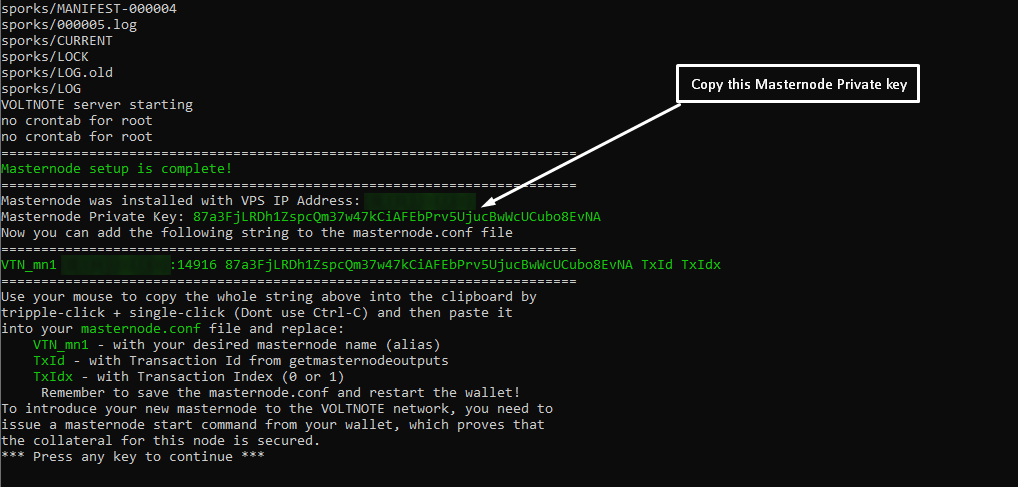 sporks/MANIFEST-000004
sporks/000005.log
sporks/CURRENT
sporks/LOCK
sporks/LOG.old
sporks/LOG
VOLTNOTE server starting
no crontab for root
no crontab for root
========================================================================
Masternode setup is complete!
========================================================================
Masternode was installed with VPS IP Address:
Masternode Private Key: 87a3FjLRDh1ZspcQm37w47kCiAFEbPrv5UjucBwWcUCubo8EvNA
Now you can add the following string to the masternode.conf file
========================================================================
VTN_mn1 :14916 87a3FjLRDh1ZspcQm37w47kCiAFEbPrv5UjucBwWcUCubo8EvNA TxId TxIdx
========================================================================
Use your mouse to copy the whole string above into the clipboard by
tripple-click + single-click (Dont use Ctrl-C) and then paste it
into your masternode.conf file and replace:
VTN_mn1 - with your desired masternode name (alias)
TxId - with Transaction Id from getmasternodeoutputs
TxIdx - with Transaction Index (0 or 1)
Remember to save the masternode.conf and restart the wallet!
To introduce your new masternode to the VOLTNOTE network, you need to
issue a masternode start command from your wallet, which proves that
the collateral for this node is secured.
*** Press any key to continue ***
Copy this Masternode Private key